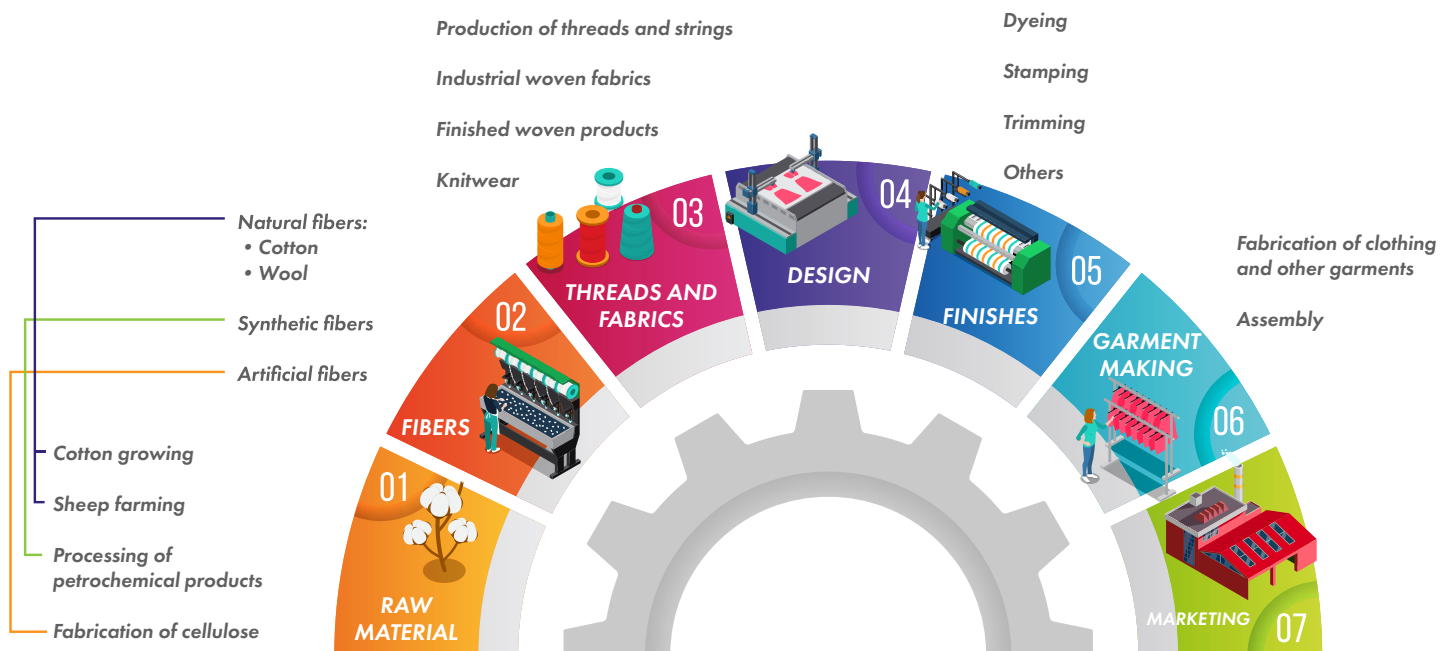 Production of threads and strings
Industrial woven fabrics
Finished woven products
Knitwear
Dyeing
Stamping
Trimming
Others
Natural fibers:
• Cotton
• Wool
Synthetic fibers
Artificial fibers
Cotton growing
Sheep farming
Processing of
petrochemical products
Fabrication of cellulose
Fabrication of clothing
and other garments
Assembly
01
RAW
MATERIAL
02
FIBERS
03
THREADS AND
FABRICS
04
DESIGN
05
FINISHES
GARMENT
MAKING
06
MARKETING
07